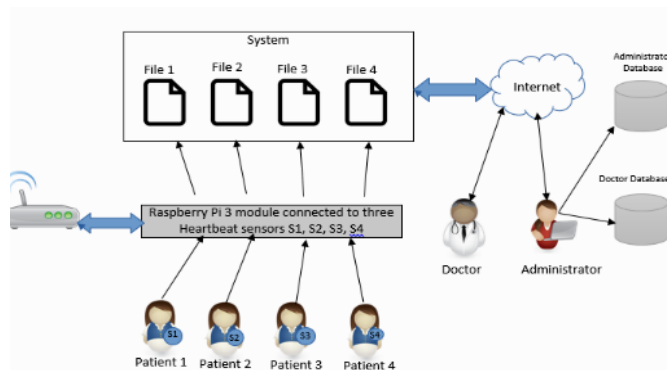 System
File 1
File 2
File 3
File 4
Internet
Administrato
Database
Doctor Database
Raspberry Pi 3 module connected to three
Heartbeat sensors S1, S2, S3, S4
Doctor
Administrator
S1
S2
S3
S4
Patient 1
Patient 2
Patient 3
Patient 4